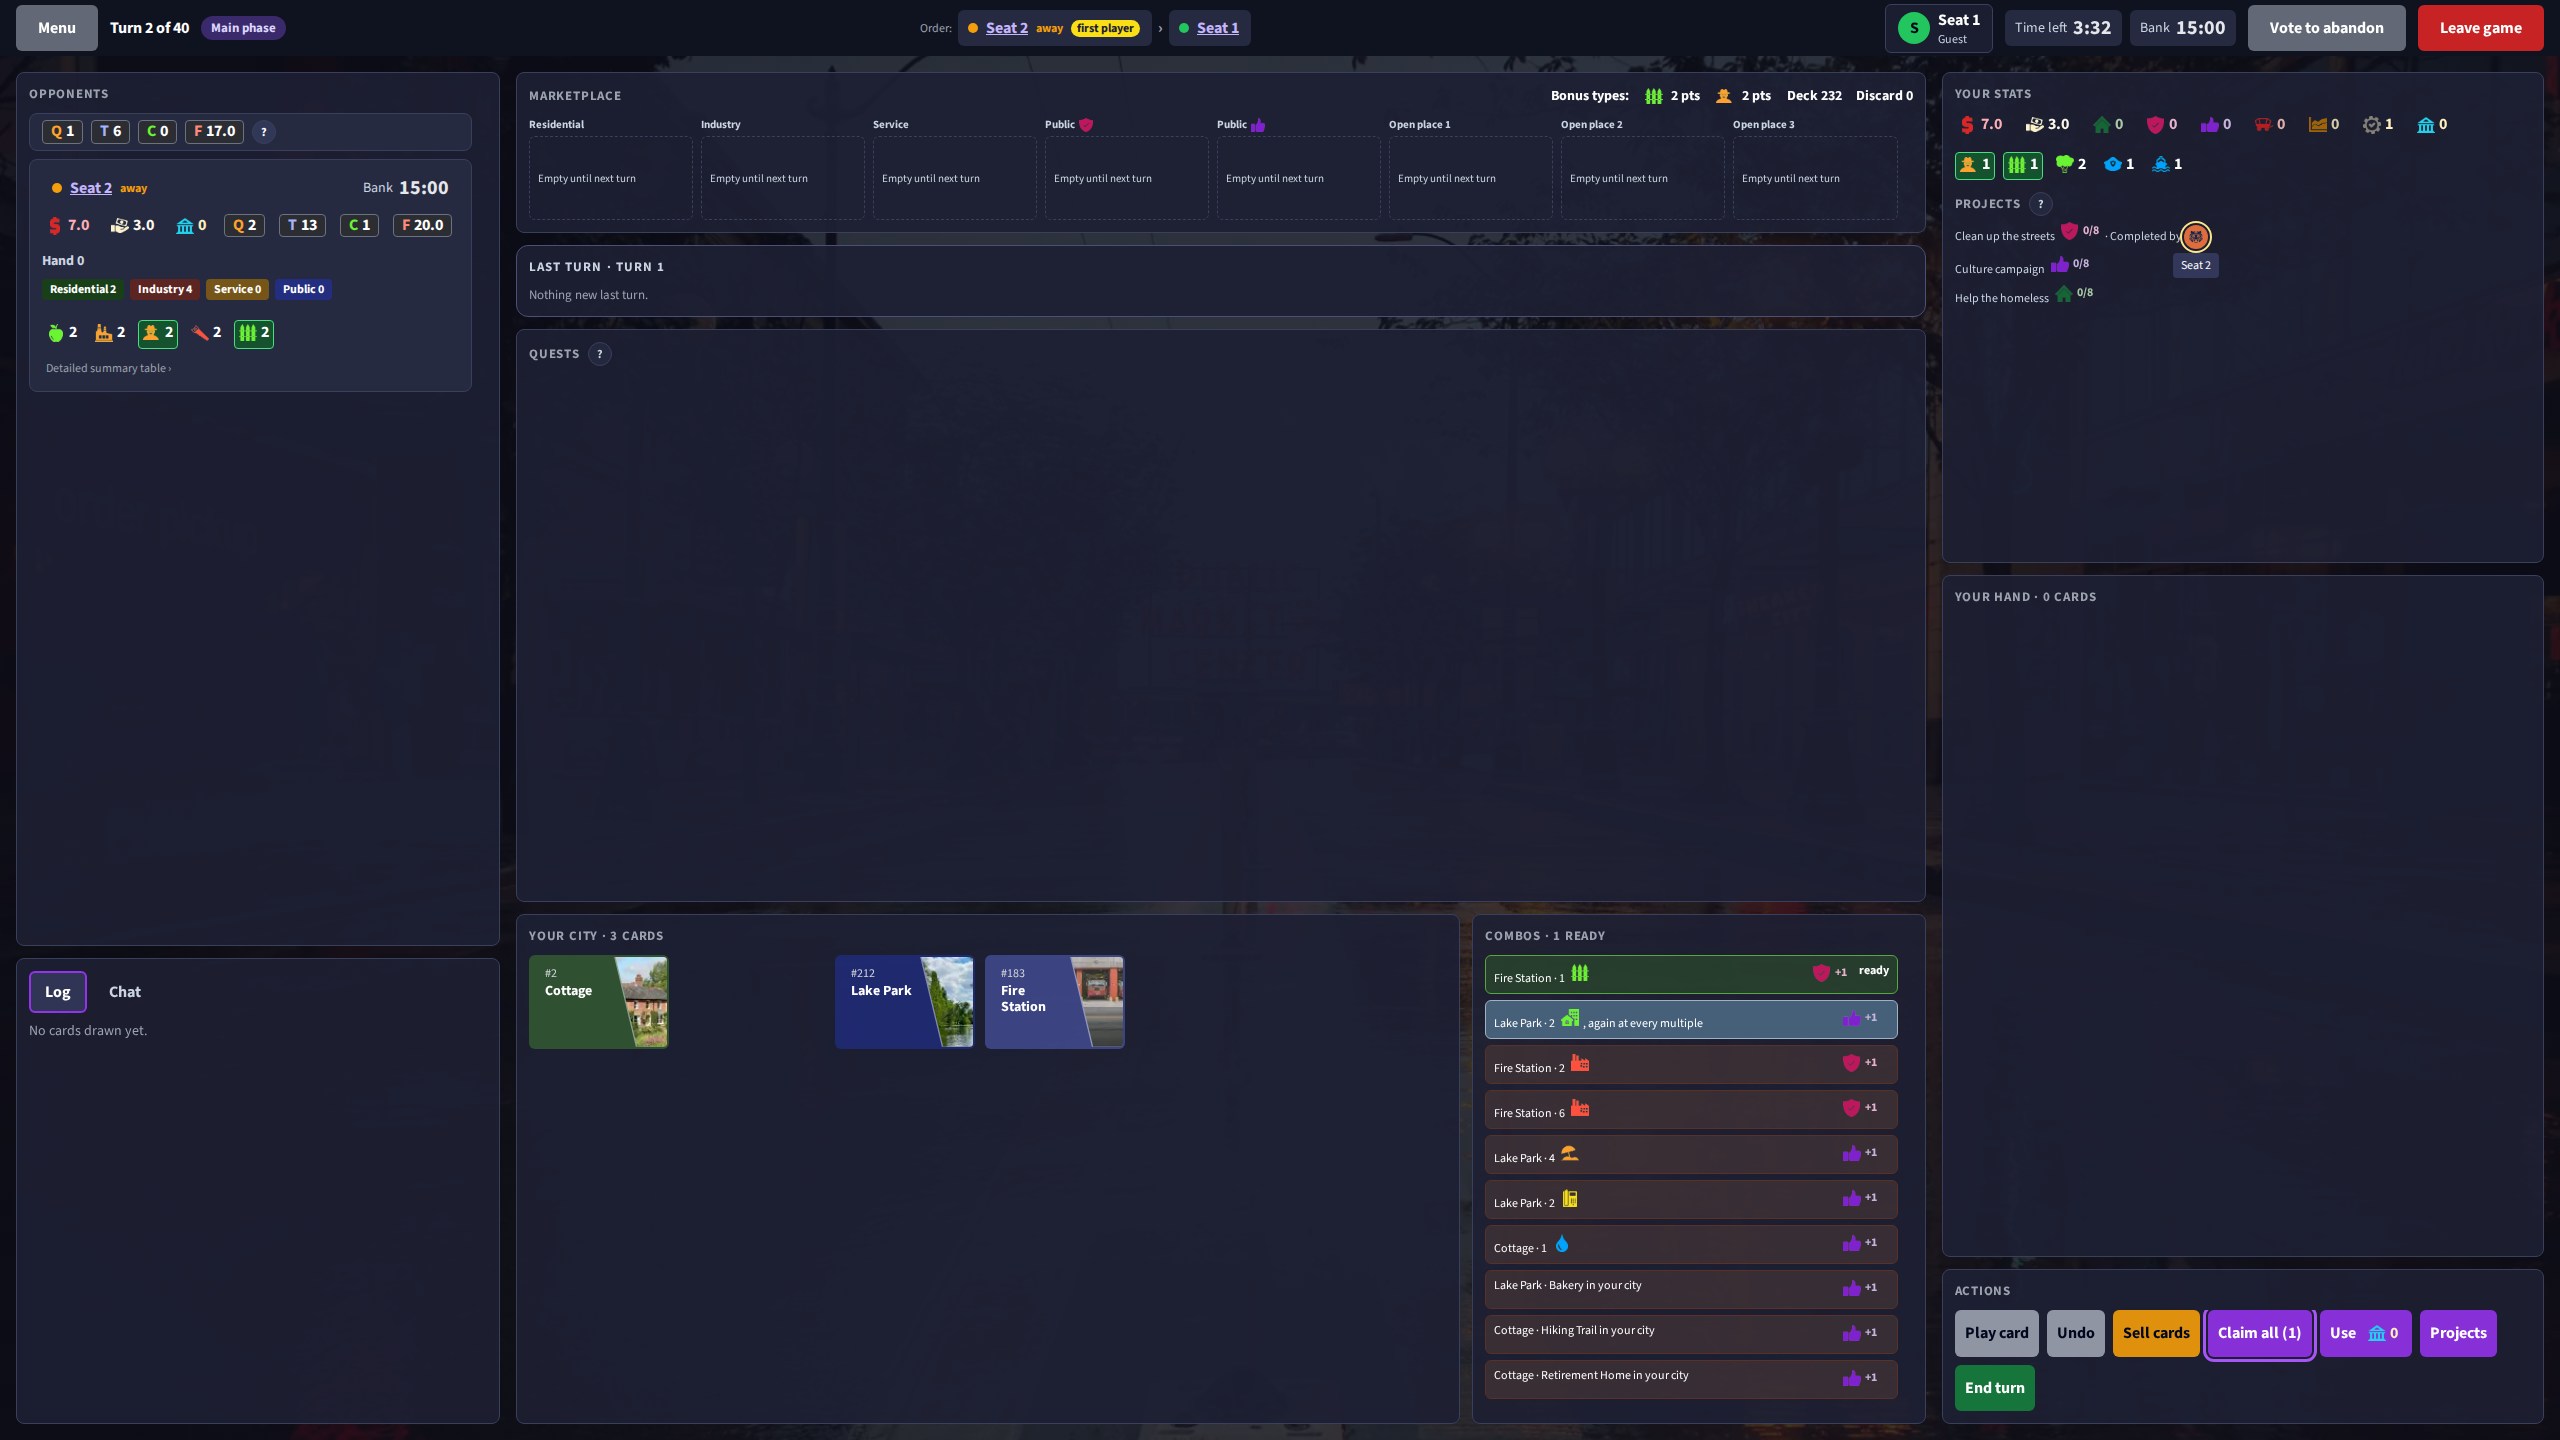 Menu
Turn 2 of 40
Main phase
Order:
Seat 2 away first player
›
Seat 1
S
Seat 1
Guest
Time left 3:32
Bank 15:00
Vote to abandon
Leave game
OPPONENTS
Q 1
T 6
C 0
F 17.0
?
Seat 2 away
Bank 15:00
7.0
3.0
0
Q 2
T 13
C 1
F 20.0
Hand 0
Residential 2
Industry 4
Service 0
Public 0
2
2
2
2
2
Detailed summary table ›
Log
Chat
No cards drawn yet.
MARKETPLACE
Bonus types: 2 pts 2 pts Deck 232 Discard 0
Residential
Industry
Service
Public
Public
Open place 1
Open place 2
Open place 3
Empty until next turn
Empty until next turn
Empty until next turn
Empty until next turn
Empty until next turn
Empty until next turn
Empty until next turn
Empty until next turn
LAST TURN · TURN 1
Nothing new last turn.
QUESTS ?
YOUR CITY · 3 CARDS
#2
Cottage
#212
Lake Park
#183
Fire
Station
COMBOS · 1 READY
Fire Station · 1 +1 ready
Lake Park · 2 , again at every multiple +1
Fire Station · 2 +1
Fire Station · 6 +1
Lake Park · 4 +1
Lake Park · 2 +1
Cottage · 1 +1
Lake Park · Bakery in your city +1
Cottage · Hiking Trail in your city +1
Cottage · Retirement Home in your city +1
YOUR STATS
$ 7.0
3.0
0
0
0
0
0
1
0
1
1
2
1
1
PROJECTS ?
Clean up the streets 0/8 · Completed by
Seat 2
Culture campaign 0/8
Help the homeless 0/8
YOUR HAND · 0 CARDS
ACTIONS
Play card
Undo
Sell cards
Claim all (1)
Use 0
Projects
End turn